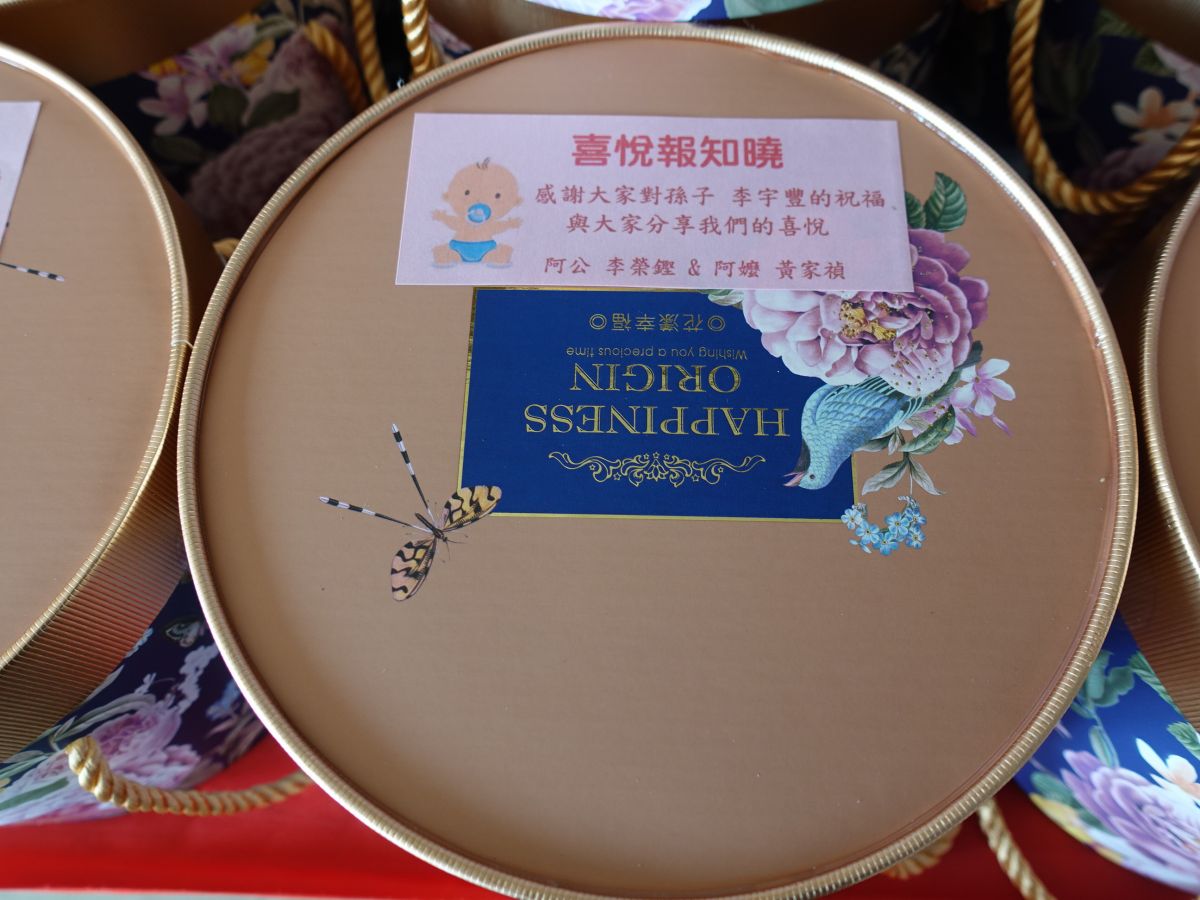 喜悅報知曉
感謝大家對孫子 李宇豐的祝福
與大家分享我們的喜悅
阿公 李榮鏗 & 阿嬤 黃家禎
HAPPINESS
ORIGIN
Wishing you a precious time
◎花漾幸福◎